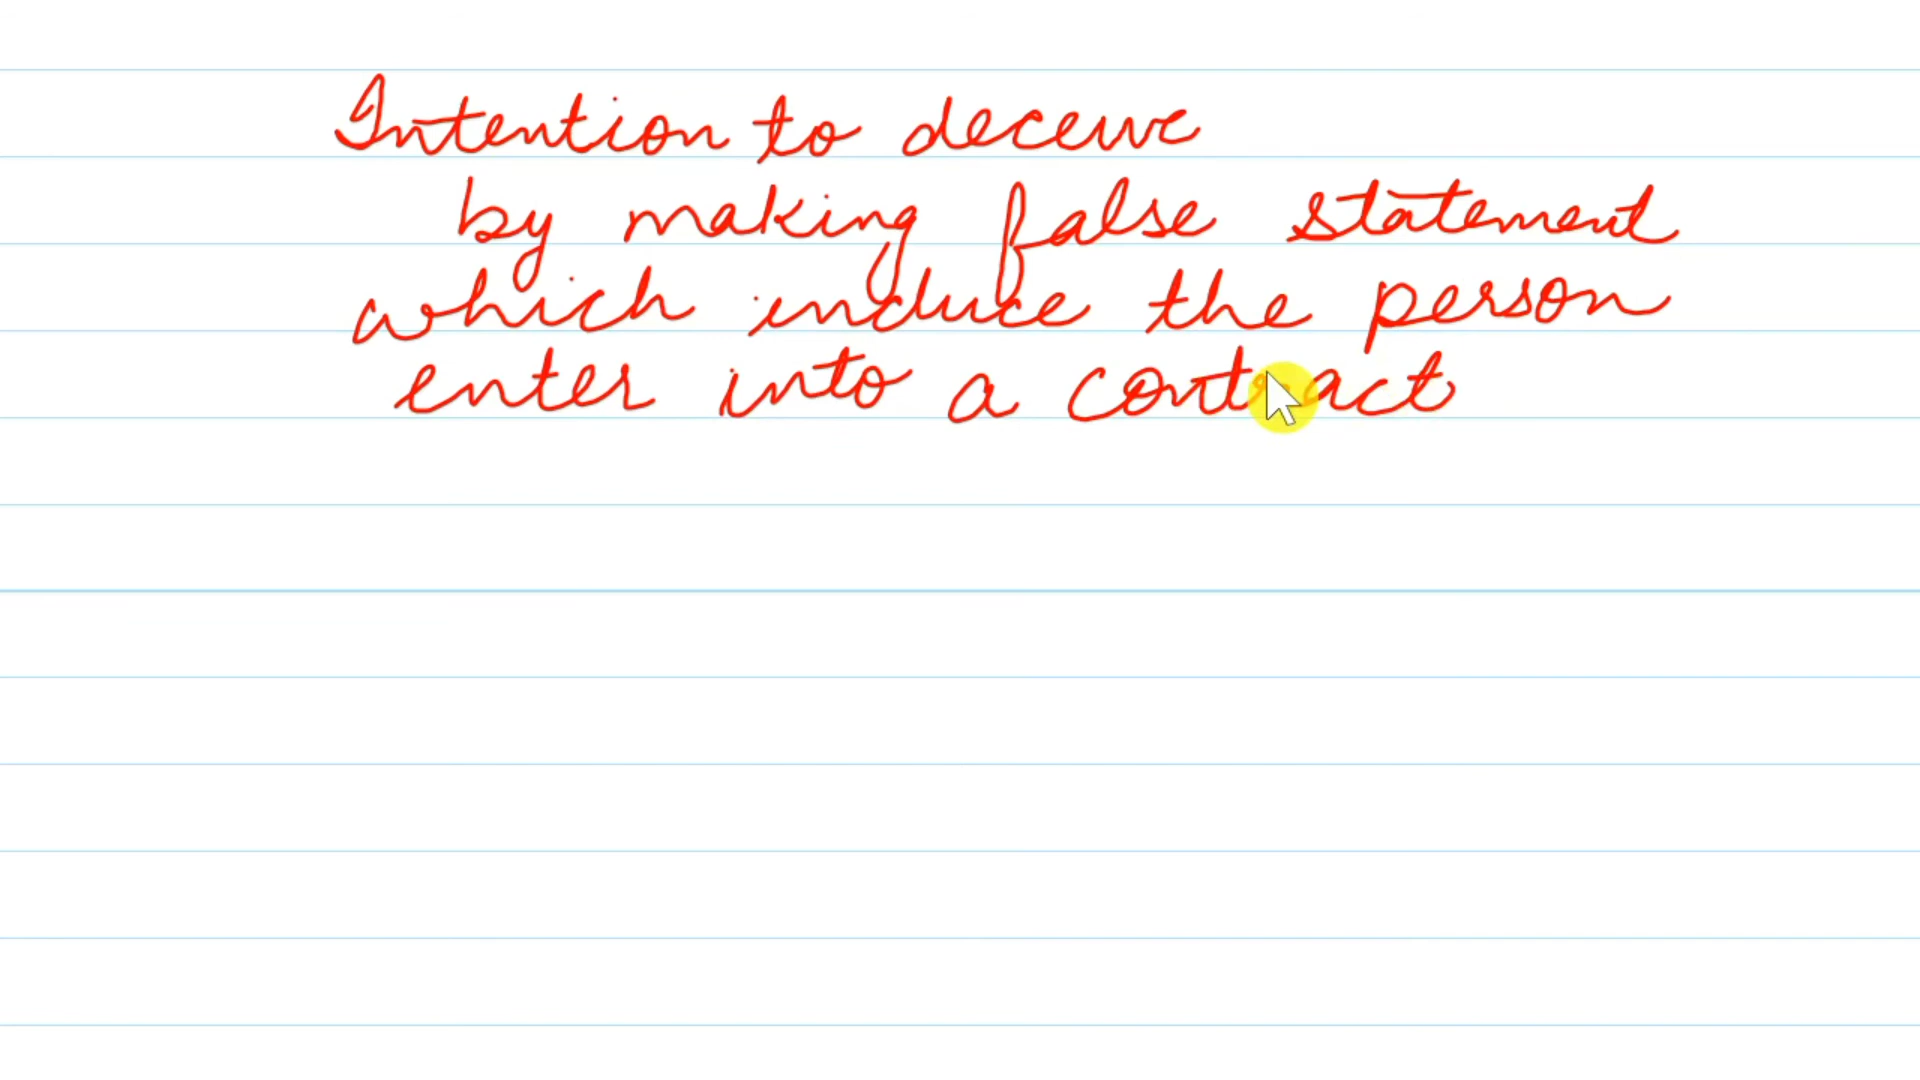 Intention to deceive
by making false statement
which induce the person
enter into a contract